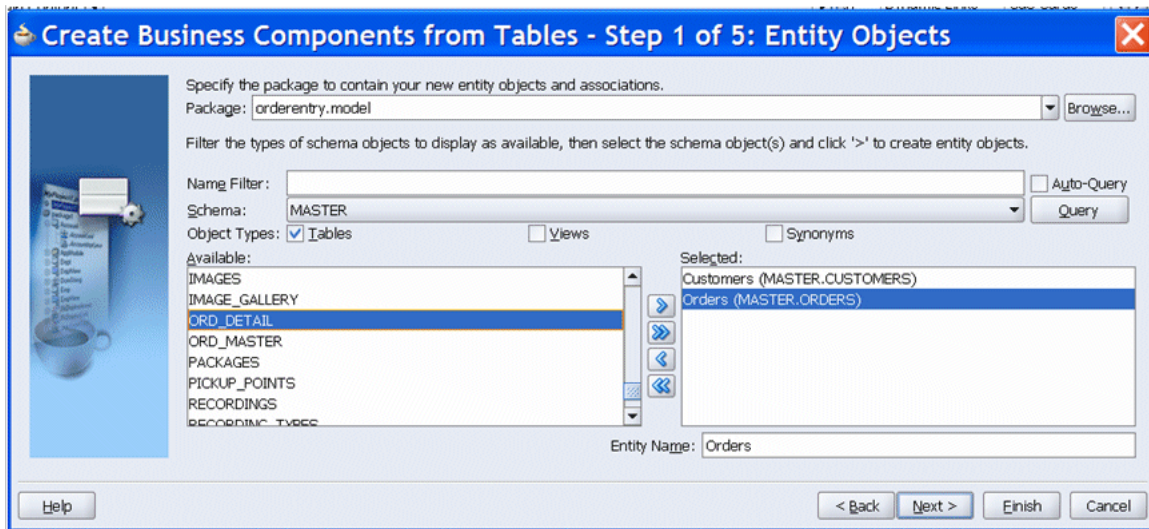 Create Business Components from Tables - Step 1 of 5: Entity Objects
Specify the package to contain your new entity objects and associations.
Package: orderentry.model Browse...
Filter the types of schema objects to display as available, then select the schema object(s) and click '>' to create entity objects.
Name Filter: Auto-Query
Schema: MASTER Query
Object Types: Tables Views Synonyms
Available: Selected:
IMAGES Customers (MASTER.CUSTOMERS)
IMAGE_GALLERY Orders (MASTER.ORDERS)
ORD_DETAIL
ORD_MASTER
PACKAGES
PICKUP_POINTS
RECORDINGS
RECORDING_TYPES
Entity Name: Orders
Help < Back Next > Finish Cancel